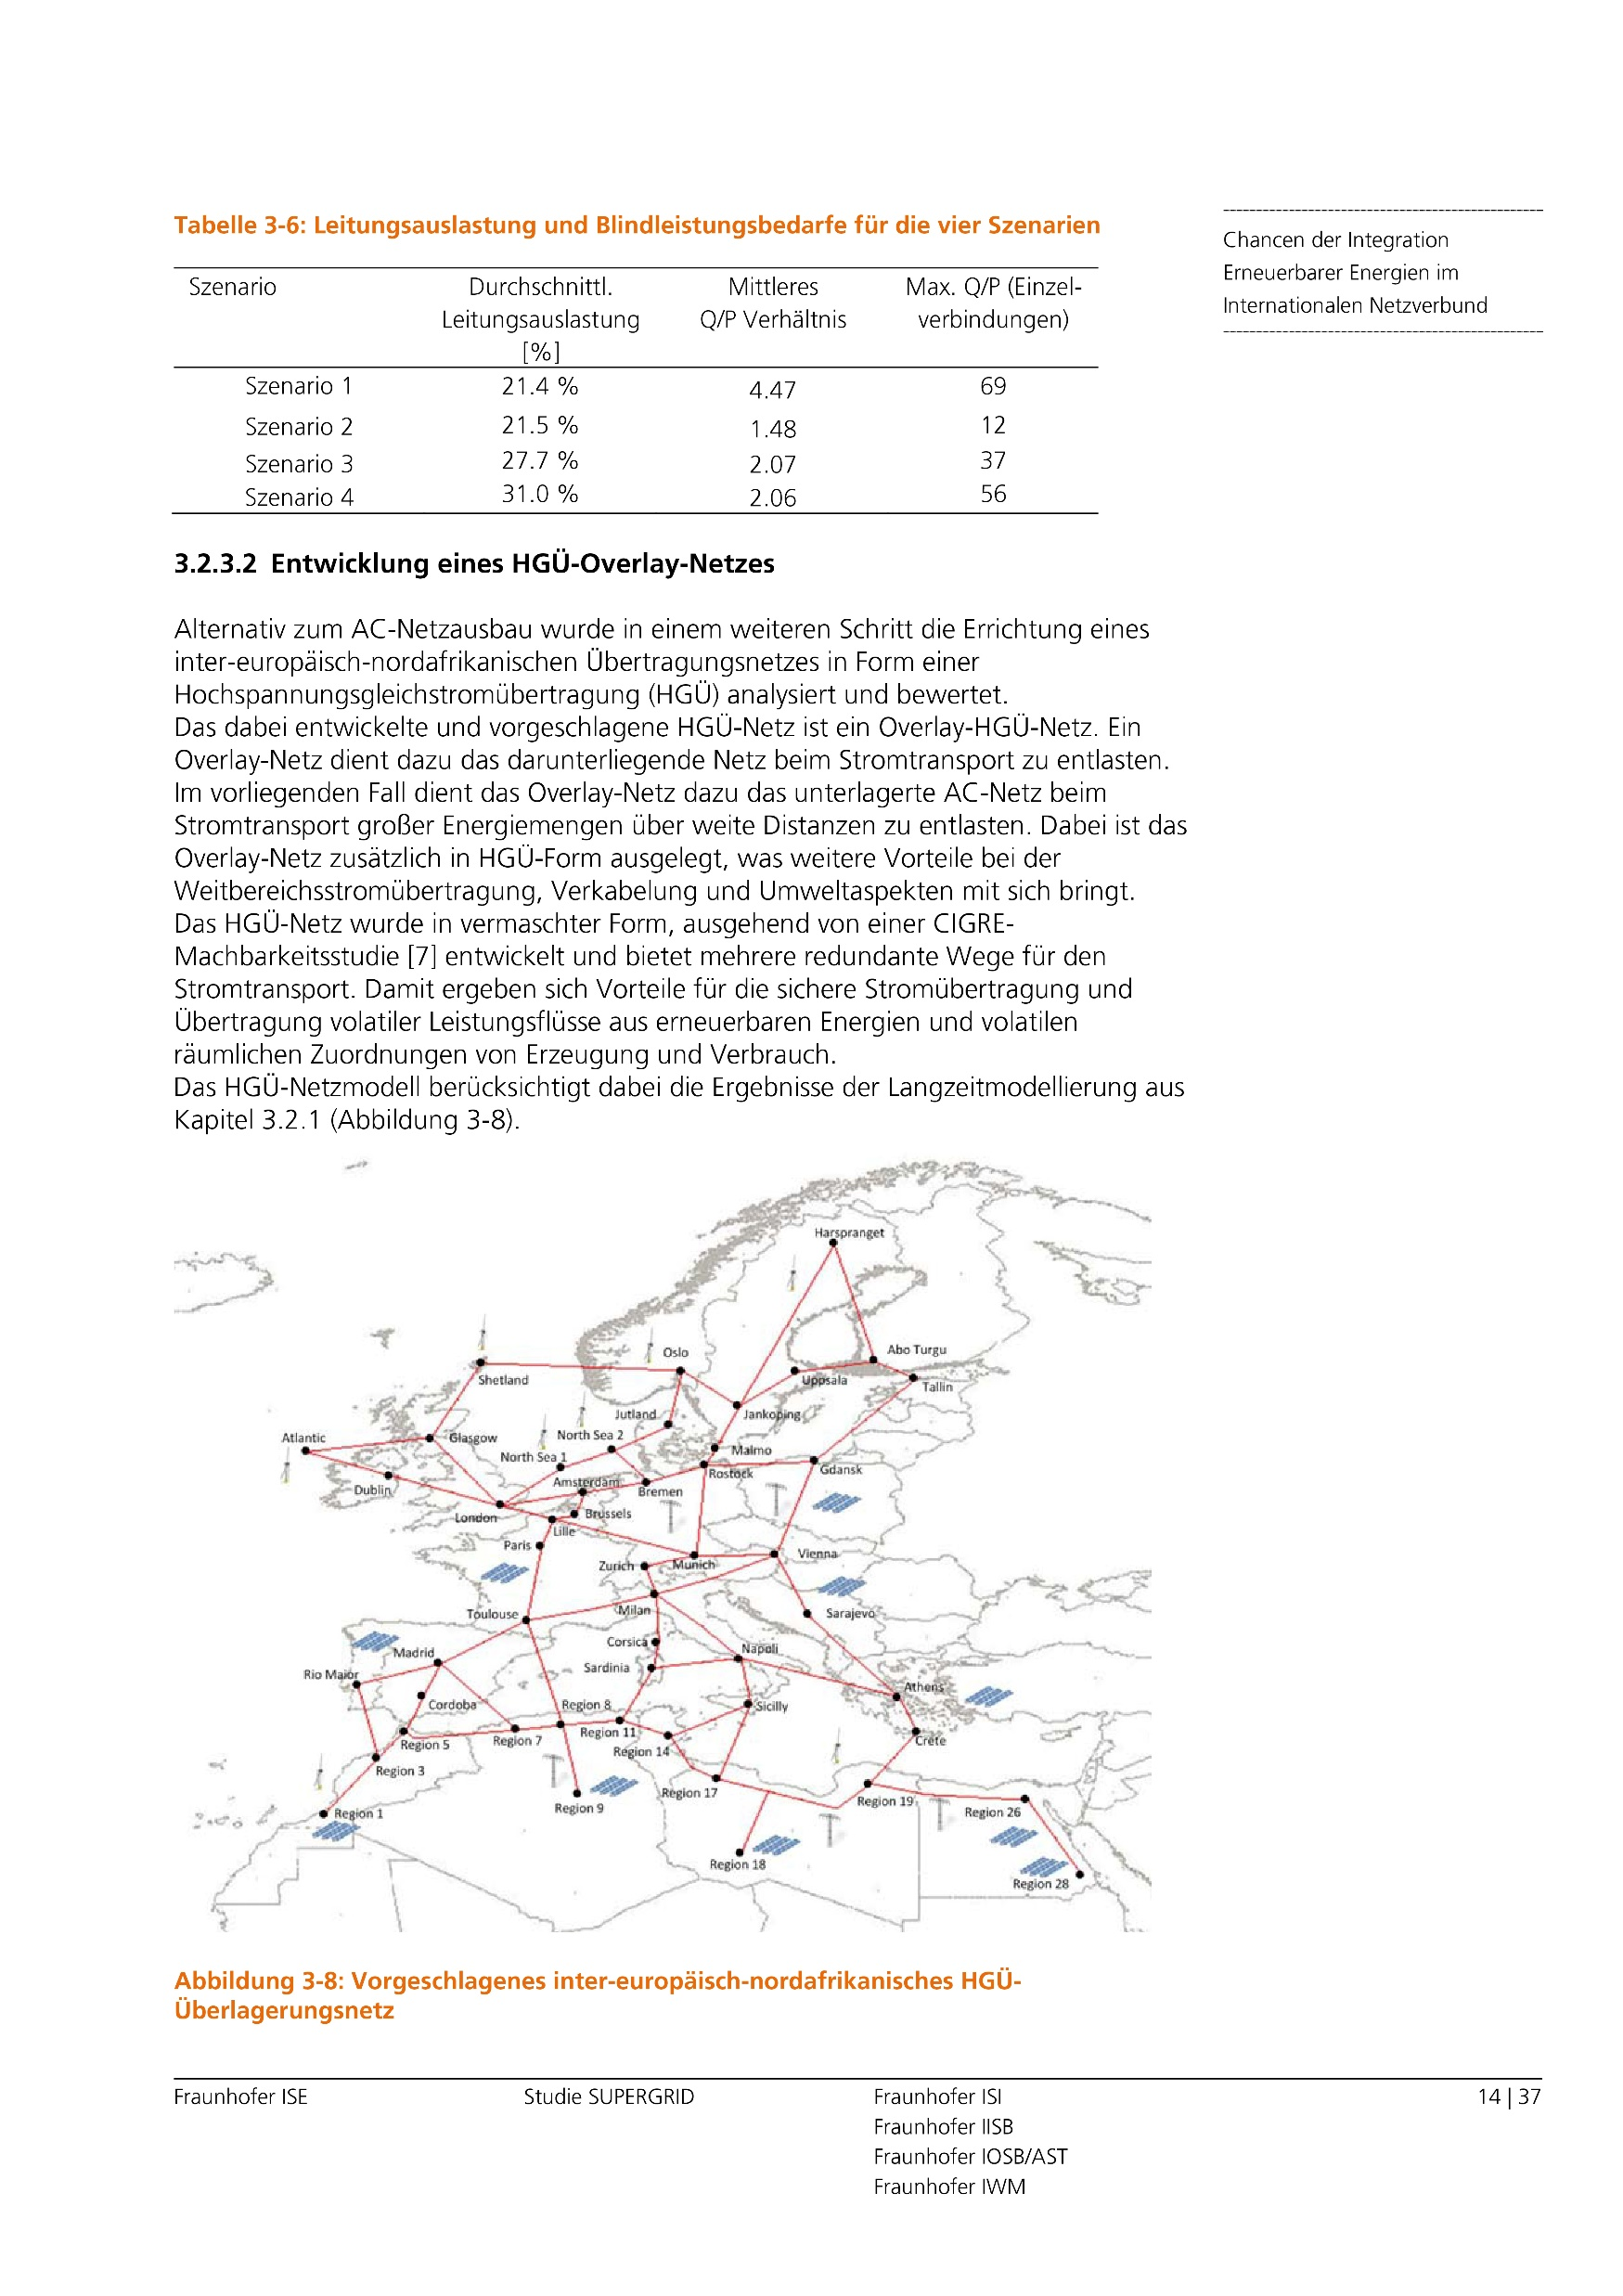 Chancen der Integration
Erneuerbarer Energien im
Internationalen Netzverbund
Tabelle 3-6: Leitungsauslastung und Blindleistungsbedarfe für die vier Szenarien
Szenario Durchschnittl. Mittleres Max. Q/P (Einzel-
Leitungsauslastung Q/P Verhältnis verbindungen)
[%]
Szenario 1 21.4 % 4.47 69
Szenario 2 21.5 % 1.48 12
Szenario 3 27.7 % 2.07 37
Szenario 4 31.0 % 2.06 56
3.2.3.2 Entwicklung eines HGÜ-Overlay-Netzes
Alternativ zum AC-Netzausbau wurde in einem weiteren Schritt die Errichtung eines
inter-europäisch-nordafrikanischen Übertragungsnetzes in Form einer
Hochspannungsgleichstromübertragung (HGÜ) analysiert und bewertet.
Das dabei entwickelte und vorgeschlagene HGÜ-Netz ist ein Overlay-HGÜ-Netz. Ein
Overlay-Netz dient dazu das darunterliegende Netz beim Stromtransport zu entlasten.
Im vorliegenden Fall dient das Overlay-Netz dazu das unterlagerte AC-Netz beim
Stromtransport großer Energiemengen über weite Distanzen zu entlasten. Dabei ist das
Overlay-Netz zusätzlich in HGÜ-Form ausgelegt, was weitere Vorteile bei der
Weitbereichsstromübertragung, Verkabelung und Umweltaspekten mit sich bringt.
Das HGÜ-Netz wurde in vermaschter Form, ausgehend von einer CIGRE-
Machbarkeitsstudie [7] entwickelt und bietet mehrere redundante Wege für den
Stromtransport. Damit ergeben sich Vorteile für die sichere Stromübertragung und
Übertragung volatiler Leistungsflüsse aus erneuerbaren Energien und volatilen
räumlichen Zuordnungen von Erzeugung und Verbrauch.
Das HGÜ-Netzmodell berücksichtigt dabei die Ergebnisse der Langzeitmodellierung aus
Kapitel 3.2.1 (Abbildung 3-8).
Harspranget
Oslo
Abo Turgu
Shetland
Uppsala
Tallin
Jutland
Jankoping
Atlantic
Glasgow
North Sea 2
North Sea 1
Malmo
Rostock
Gdansk
Dublin
Amsterdam
Bremen
London
Brussels
Lille
Paris
Zurich
Munich
Vienna
Toulouse
Milan
Sarajevo
Corsica
Madrid
Napoli
Rio Maior
Sardinia
Athens
Cordoba
Region 8
Sicilly
Region 5
Region 7
Region 11
Crete
Region 14
Region 3
Region 17
Region 19
Region 1
Region 9
Region 26
Region 18
Region 28
Abbildung 3-8: Vorgeschlagenes inter-europäisch-nordafrikanisches HGÜ-
Überlagerungsnetz
Fraunhofer ISE Studie SUPERGRID Fraunhofer ISI 14 | 37
Fraunhofer IISB
Fraunhofer IOSB/AST
Fraunhofer IWM